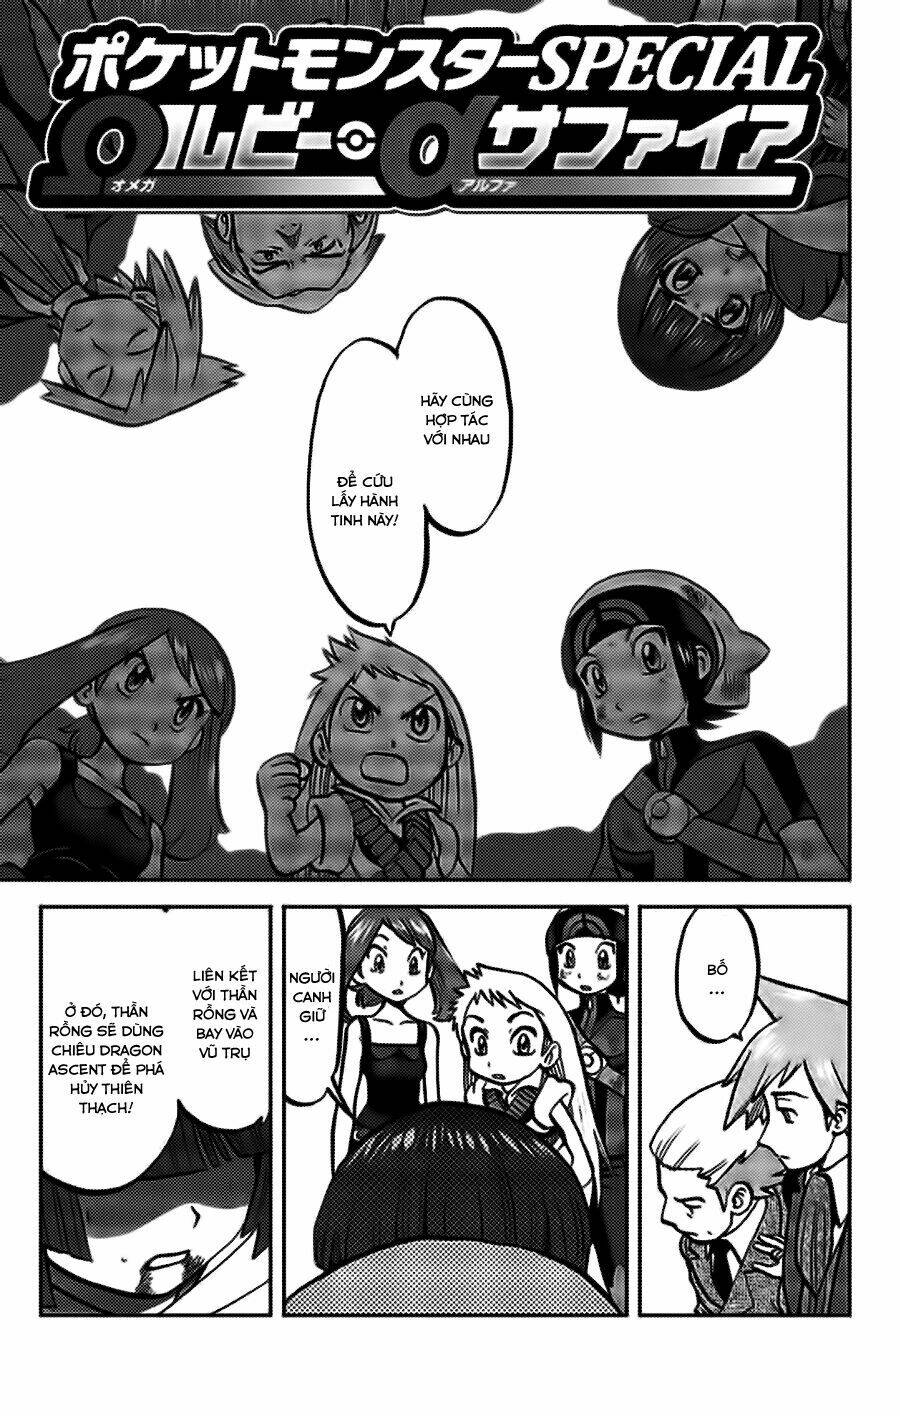 ポケットモンスターSPECIAL
Ωルビー・αサファイア
オメガ アルファ
HÃY CÙNG
HỢP TÁC
VỚI NHAU
ĐỂ CỨU
LẤY HÀNH
TINH NÀY!
BỐ
...
NGƯỜI
CANH
GIỮ
...
LIÊN KẾT
VỚI THẦN
RỒNG VÀ
BAY VÀO
VŨ TRỤ
Ở ĐÓ, THẦN
RỒNG SẼ DÙNG
CHIÊU DRAGON
ASCENT ĐỂ PHÁ
HỦY THIÊN
THẠCH!